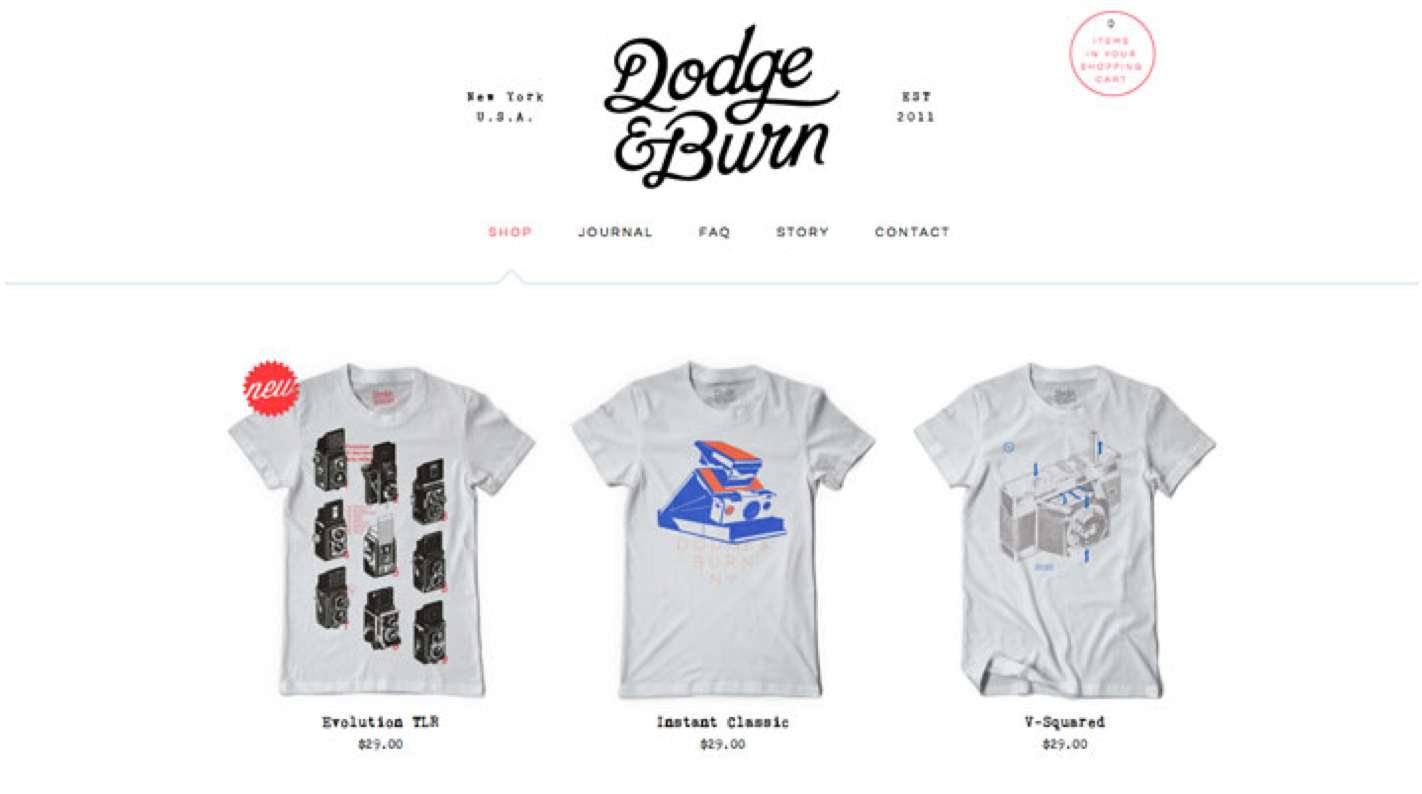 Dodge
& Burn
New York
U.S.A.
EST
2011
0
ITEMS
IN YOUR
SHOPPING
CART
SHOP
JOURNAL
FAQ
STORY
CONTACT
new
DODGE &
BURN
NY
Evolution TLR
$29.00
Instant Classic
$29.00
V-Squared
$29.00